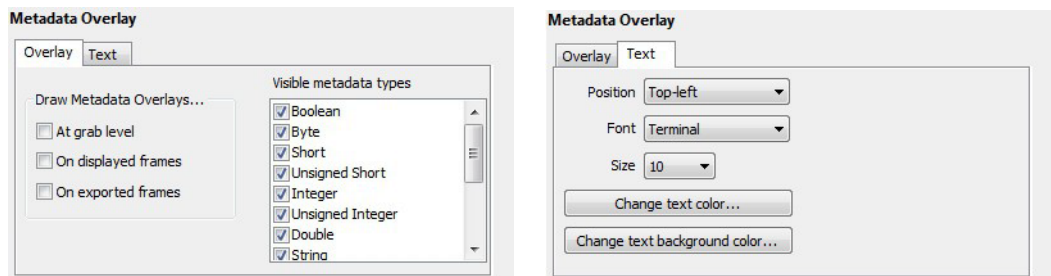 Metadata Overlay
Overlay Text
Draw Metadata Overlays...
At grab level
On displayed frames
On exported frames
Visible metadata types
Boolean
Byte
Short
Unsigned Short
Integer
Unsigned Integer
Double
String
Metadata Overlay
Overlay Text
Position Top-left
Font Terminal
Size 10
Change text color...
Change text background color...